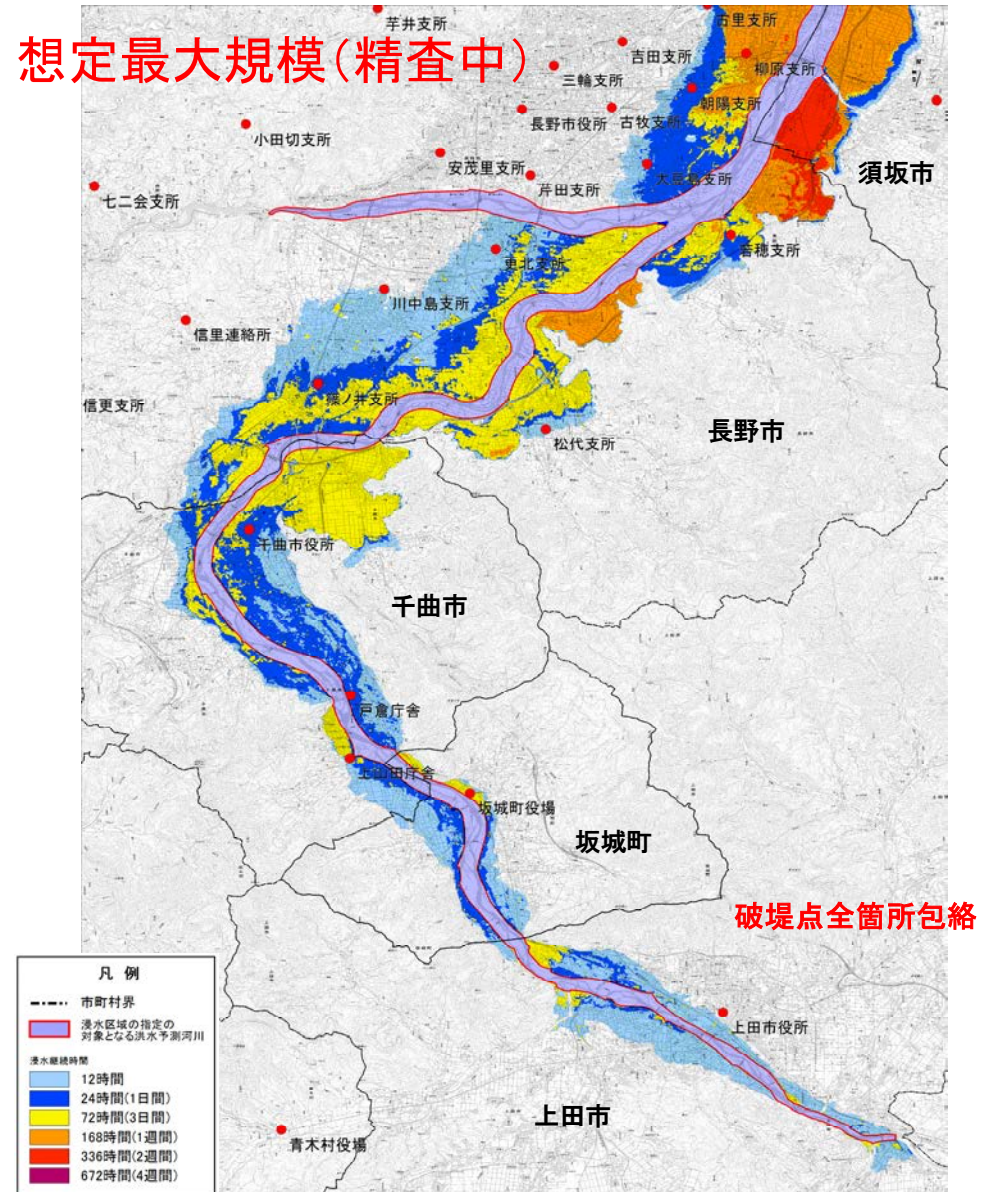 想定最大規模(精査中)
芋井支所
古里支所
吉田支所
柳原支所
三輪支所
朝陽支所
長野市役所
古牧支所
小田切支所
安茂里支所
大豆島支所
須坂市
芹田支所
七二会支所
若穂支所
更北支所
川中島支所
信里連絡所
篠ノ井支所
信更支所
長野市
松代支所
千曲市役所
千曲市
戸倉庁舎
上山田庁舎
坂城町役場
坂城町
破堤点全箇所包絡
上田市役所
上田市
青木村役場
凡 例
市町村界
浸水区域の指定の
対象となる洪水予測河川
浸水継続時間
12時間
24時間(1日間)
72時間(3日間)
168時間(1週間)
336時間(2週間)
672時間(4週間)